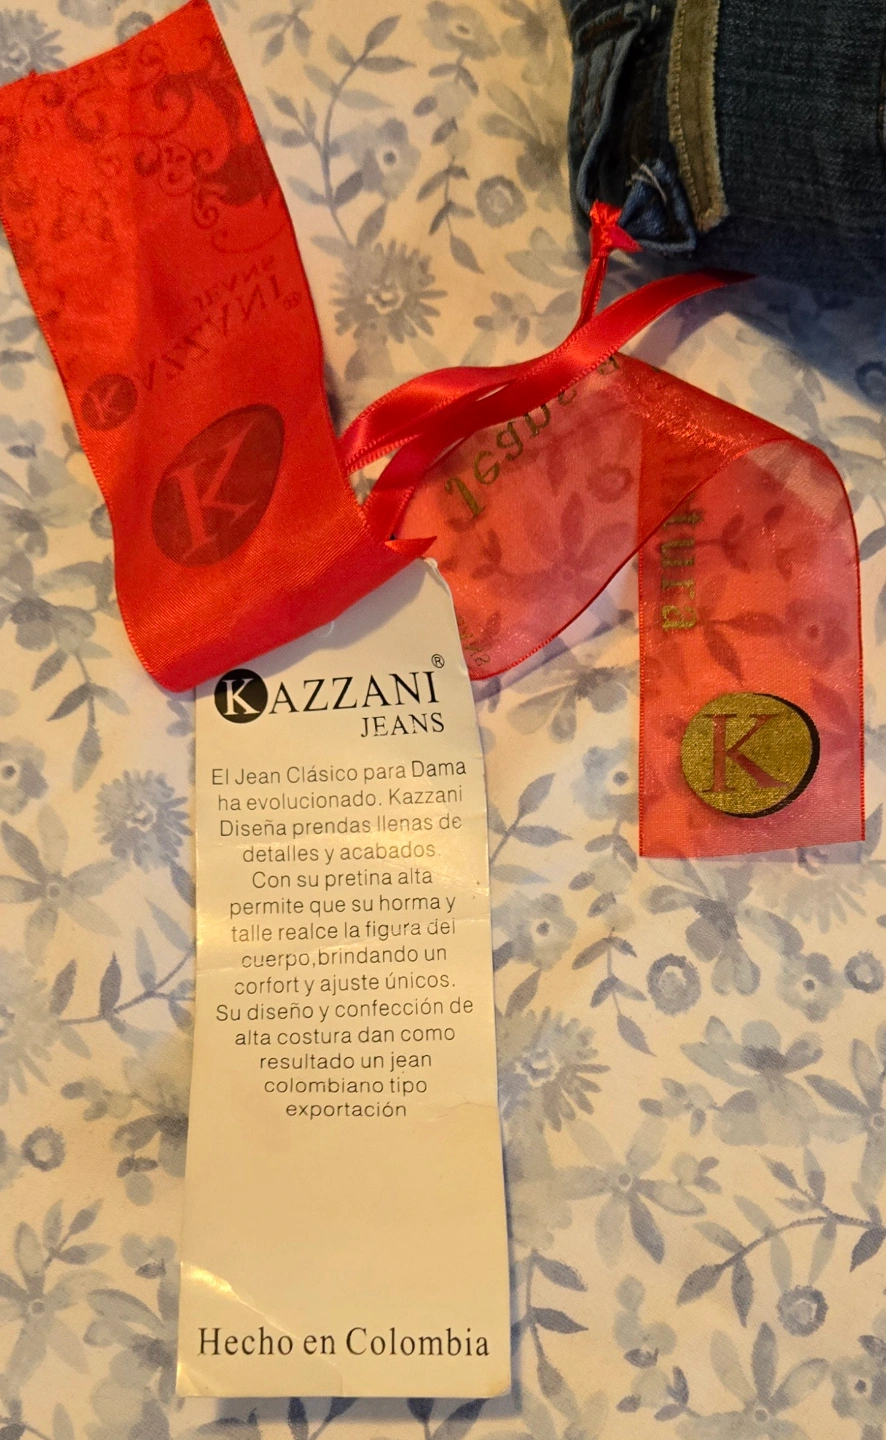 K
KAZZANI®
JEANS
El Jean Clásico para Dama
ha evolucionado. Kazzani
Diseña prendas llenas de
detalles y acabados.
Con su pretina alta
permite que su horma y
talle realce la figura del
cuerpo,brindando un
corfort y ajuste únicos.
Su diseño y confección de
alta costura dan como
resultado un jean
colombiano tipo
exportación
Hecho en Colombia
KAZZANI®
JEANS
K